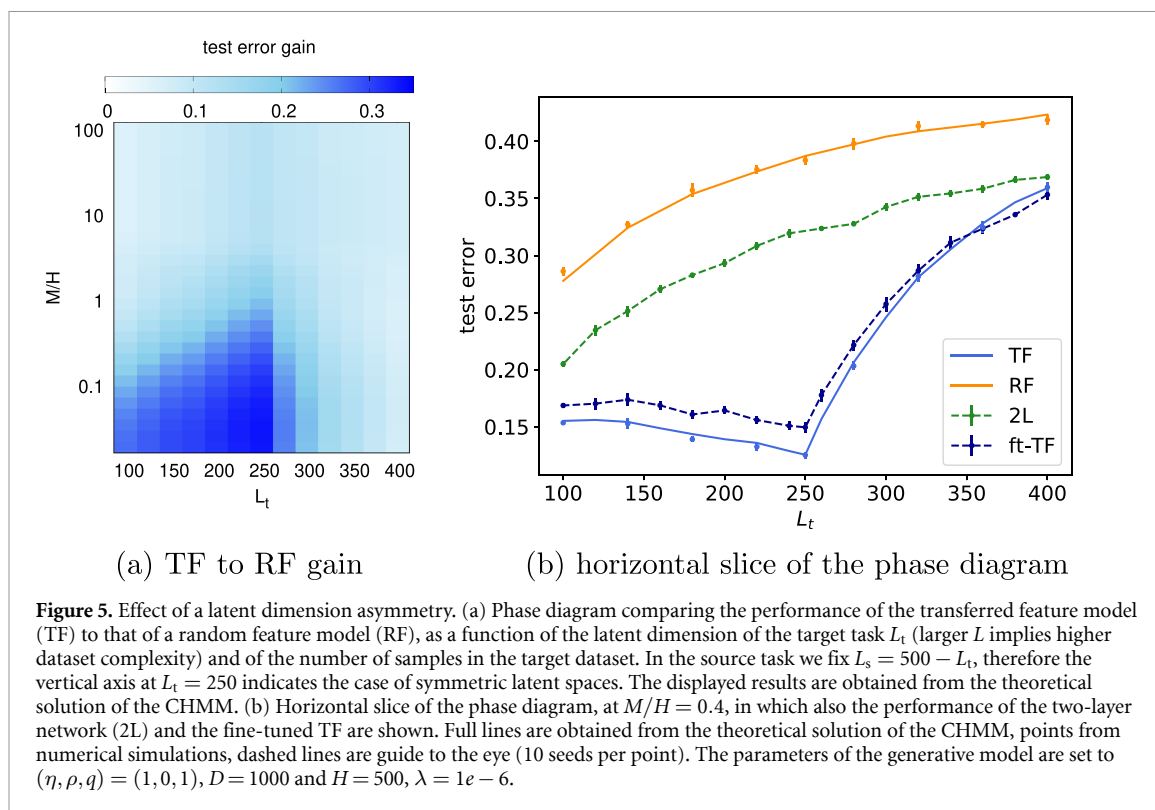 test error gain
0 0.1 0.2 0.3
100
10
1
0.1
M/H
100 150 200 250 300 350 400
L_t
(a) TF to RF gain
0.40
0.35
0.30
0.25
0.20
0.15
test error
100 150 200 250 300 350 400
L_t
TF
RF
2L
ft-TF
(b) horizontal slice of the phase diagram
Figure 5. Effect of a latent dimension asymmetry. (a) Phase diagram comparing the performance of the transferred feature model
(TF) to that of a random feature model (RF), as a function of the latent dimension of the target task L_t (larger L implies higher
dataset complexity) and of the number of samples in the target dataset. In the source task we fix L_s = 500 − L_t, therefore the
vertical axis at L_t = 250 indicates the case of symmetric latent spaces. The displayed results are obtained from the theoretical
solution of the CHMM. (b) Horizontal slice of the phase diagram, at M/H = 0.4, in which also the performance of the two-layer
network (2L) and the fine-tuned TF are shown. Full lines are obtained from the theoretical solution of the CHMM, points from
numerical simulations, dashed lines are guide to the eye (10 seeds per point). The parameters of the generative model are set to
(η, ρ, q) = (1, 0, 1), D = 1000 and H = 500, λ = 1e − 6.